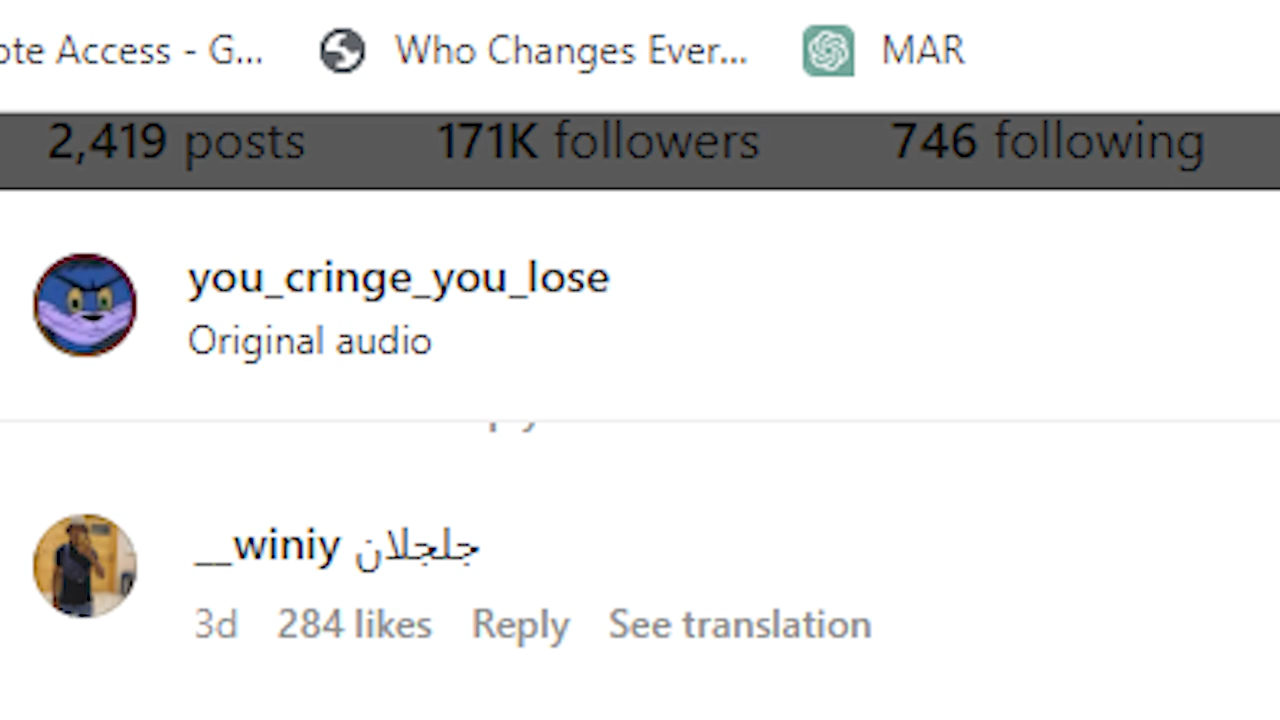 ote Access - G... Who Changes Ever... MAR
2,419 posts 171K followers 746 following
you_cringe_you_lose
Original audio
__winiy جلجلان
3d 284 likes Reply See translation